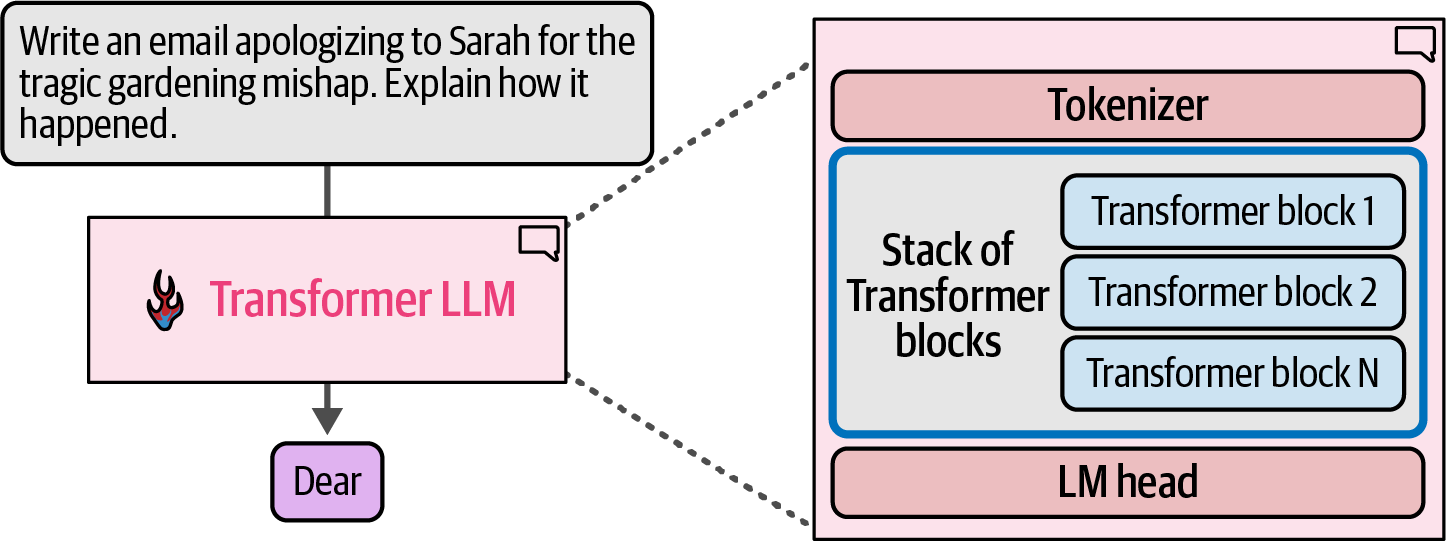 Write an email apologizing to Sarah for the
tragic gardening mishap. Explain how it
happened.
Transformer LLM
Dear
Tokenizer
Stack of
Transformer
blocks
Transformer block 1
Transformer block 2
Transformer block N
LM head